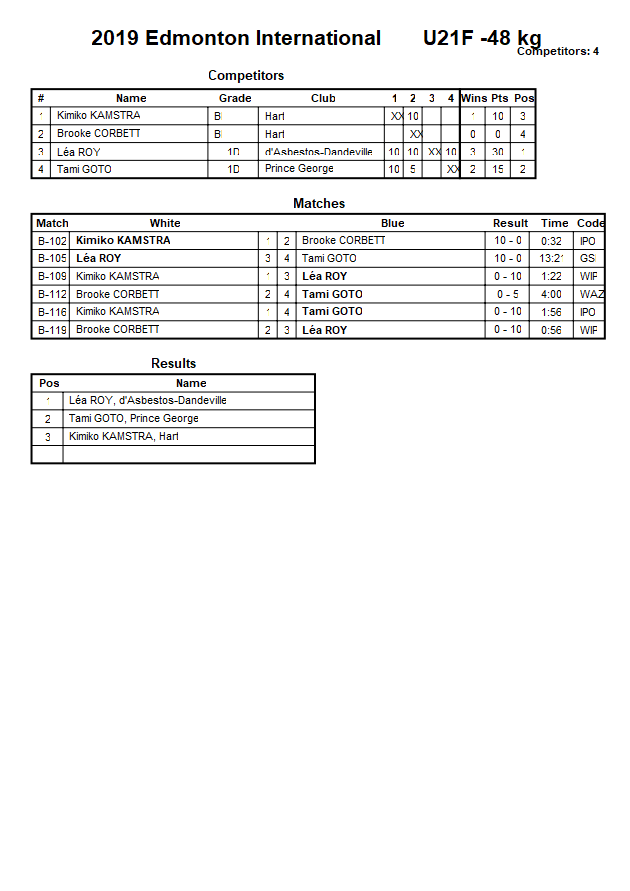 2019 Edmonton International U21F -48 kg
Competitors: 4
Competitors
# Name Grade Club 1 2 3 4 Wins Pts Pos
1 Kimiko KAMSTRA B Hart XX 10 1 10 3
2 Brooke CORBETT B Hart XX 0 0 4
3 Léa ROY 1D d'Asbestos-Dandeville 10 10 XX 10 3 30 1
4 Tami GOTO 1D Prince George 10 5 XX 2 15 2
Matches
Match White Blue Result Time Code
B-102 Kimiko KAMSTRA 1 2 Brooke CORBETT 10 - 0 0:32 IPO
B-105 Léa ROY 3 4 Tami GOTO 10 - 0 13:21 GSI
B-109 Kimiko KAMSTRA 1 3 Léa ROY 0 - 10 1:22 WIP
B-112 Brooke CORBETT 2 4 Tami GOTO 0 - 5 4:00 WAZ
B-116 Kimiko KAMSTRA 1 4 Tami GOTO 0 - 10 1:56 IPO
B-119 Brooke CORBETT 2 3 Léa ROY 0 - 10 0:56 WIP
Results
Pos Name
1 Léa ROY, d'Asbestos-Dandeville
2 Tami GOTO, Prince George
3 Kimiko KAMSTRA, Hart